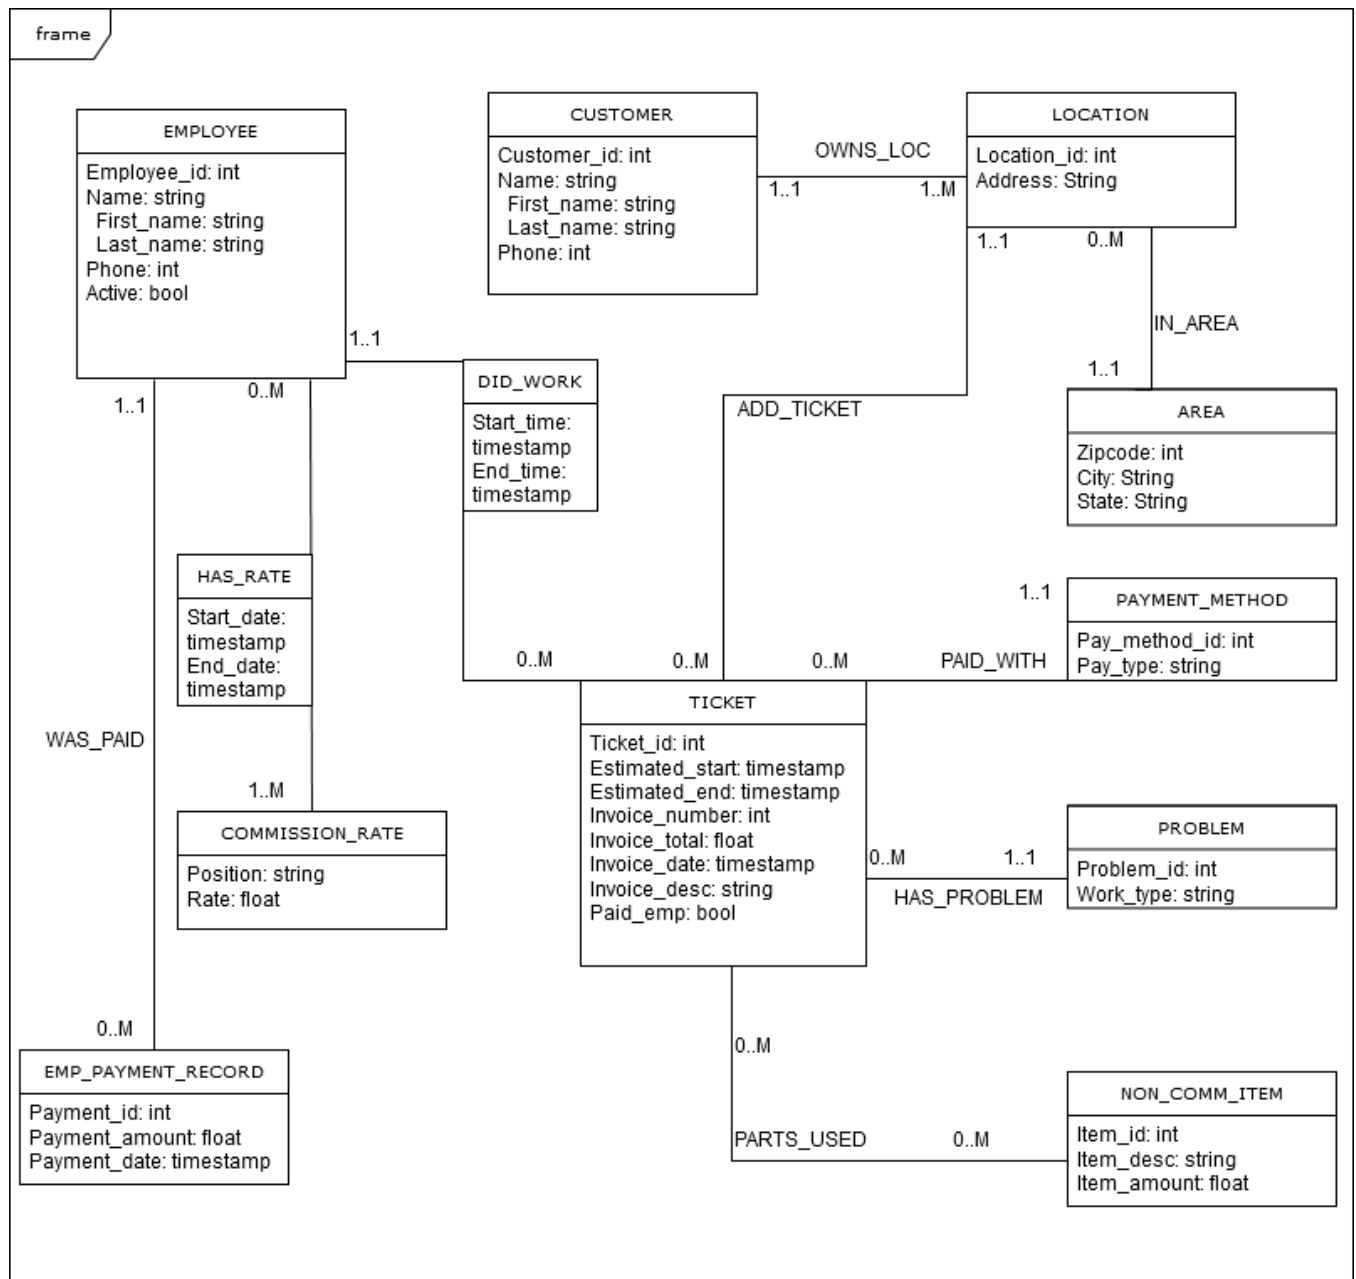 frame
EMPLOYEE
Employee_id: int
Name: string
First_name: string
Last_name: string
Phone: int
Active: bool
CUSTOMER
Customer_id: int
Name: string
First_name: string
Last_name: string
Phone: int
OWNS_LOC
1..1
1..M
LOCATION
Location_id: int
Address: String
1..1
0..M
IN_AREA
1..1
AREA
Zipcode: int
City: String
State: String
1..1
DID_WORK
Start_time:
timestamp
End_time:
timestamp
ADD_TICKET
1..1
0..M
HAS_RATE
Start_date:
timestamp
End_date:
timestamp
WAS_PAID
1..M
COMMISSION_RATE
Position: string
Rate: float
0..M
EMP_PAYMENT_RECORD
Payment_id: int
Payment_amount: float
Payment_date: timestamp
0..M
0..M
0..M
PAID_WITH
1..1
PAYMENT_METHOD
Pay_method_id: int
Pay_type: string
TICKET
Ticket_id: int
Estimated_start: timestamp
Estimated_end: timestamp
Invoice_number: int
Invoice_total: float
Invoice_date: timestamp
Invoice_desc: string
Paid_emp: bool
0..M
1..1
HAS_PROBLEM
PROBLEM
Problem_id: int
Work_type: string
0..M
PARTS_USED
0..M
NON_COMM_ITEM
Item_id: int
Item_desc: string
Item_amount: float